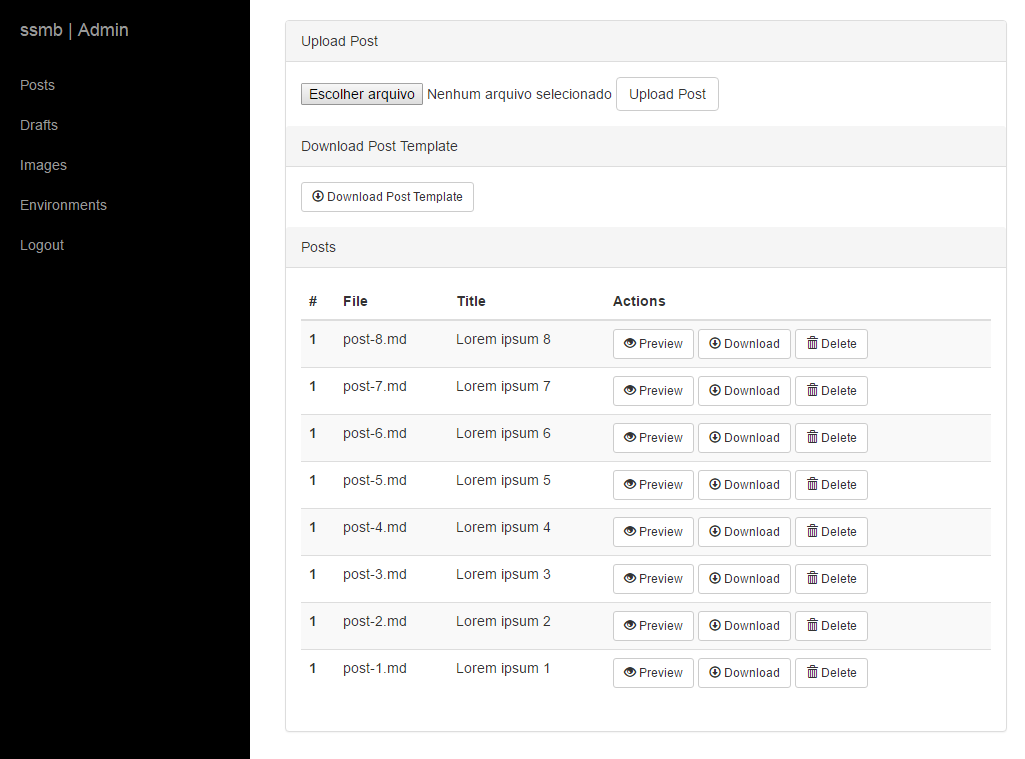 ssmb | Admin
Posts
Drafts
Images
Environments
Logout
Upload Post
Escolher arquivo Nenhum arquivo selecionado Upload Post
Download Post Template
Download Post Template
Posts
# File Title Actions
1 post-8.md Lorem ipsum 8 Preview Download Delete
1 post-7.md Lorem ipsum 7 Preview Download Delete
1 post-6.md Lorem ipsum 6 Preview Download Delete
1 post-5.md Lorem ipsum 5 Preview Download Delete
1 post-4.md Lorem ipsum 4 Preview Download Delete
1 post-3.md Lorem ipsum 3 Preview Download Delete
1 post-2.md Lorem ipsum 2 Preview Download Delete
1 post-1.md Lorem ipsum 1 Preview Download Delete